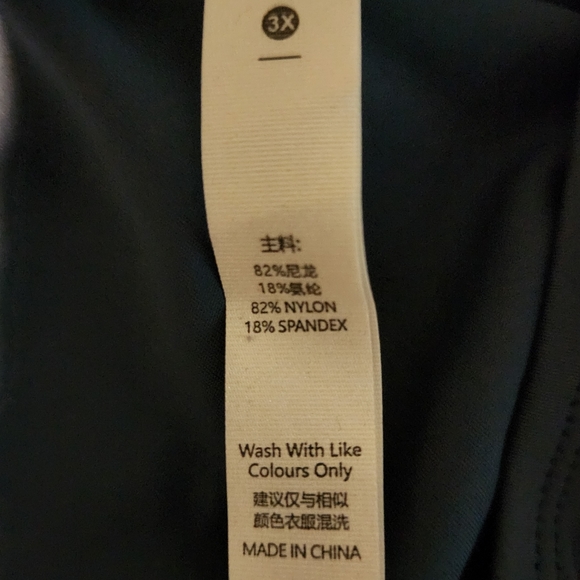 3X
主料:
82%尼龙
18%氨纶
82% NYLON
18% SPANDEX
Wash With Like
Colours Only
建议仅与相似
颜色衣服混洗
MADE IN CHINA